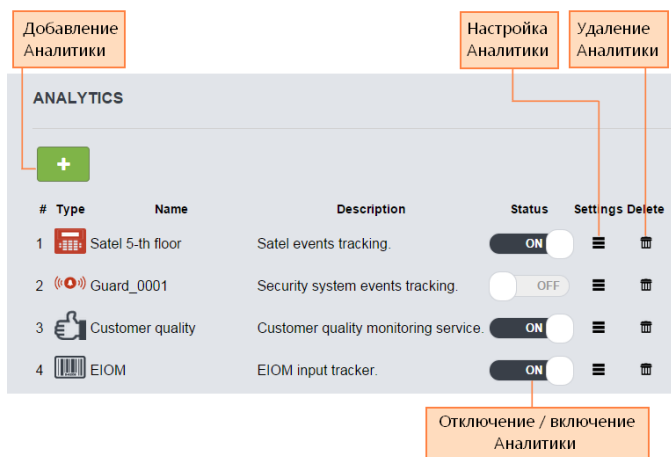 Добавление
Аналитики
Настройка
Аналитики
Удаление
Аналитики
ANALYTICS
+
# Type Name Description Status Settings Delete
1 Satel 5-th floor Satel events tracking. ON
2 Guard_0001 Security system events tracking. OFF
3 Customer quality Customer quality monitoring service. ON
4 EIOM EIOM input tracker. ON
Отключение / включение
Аналитики